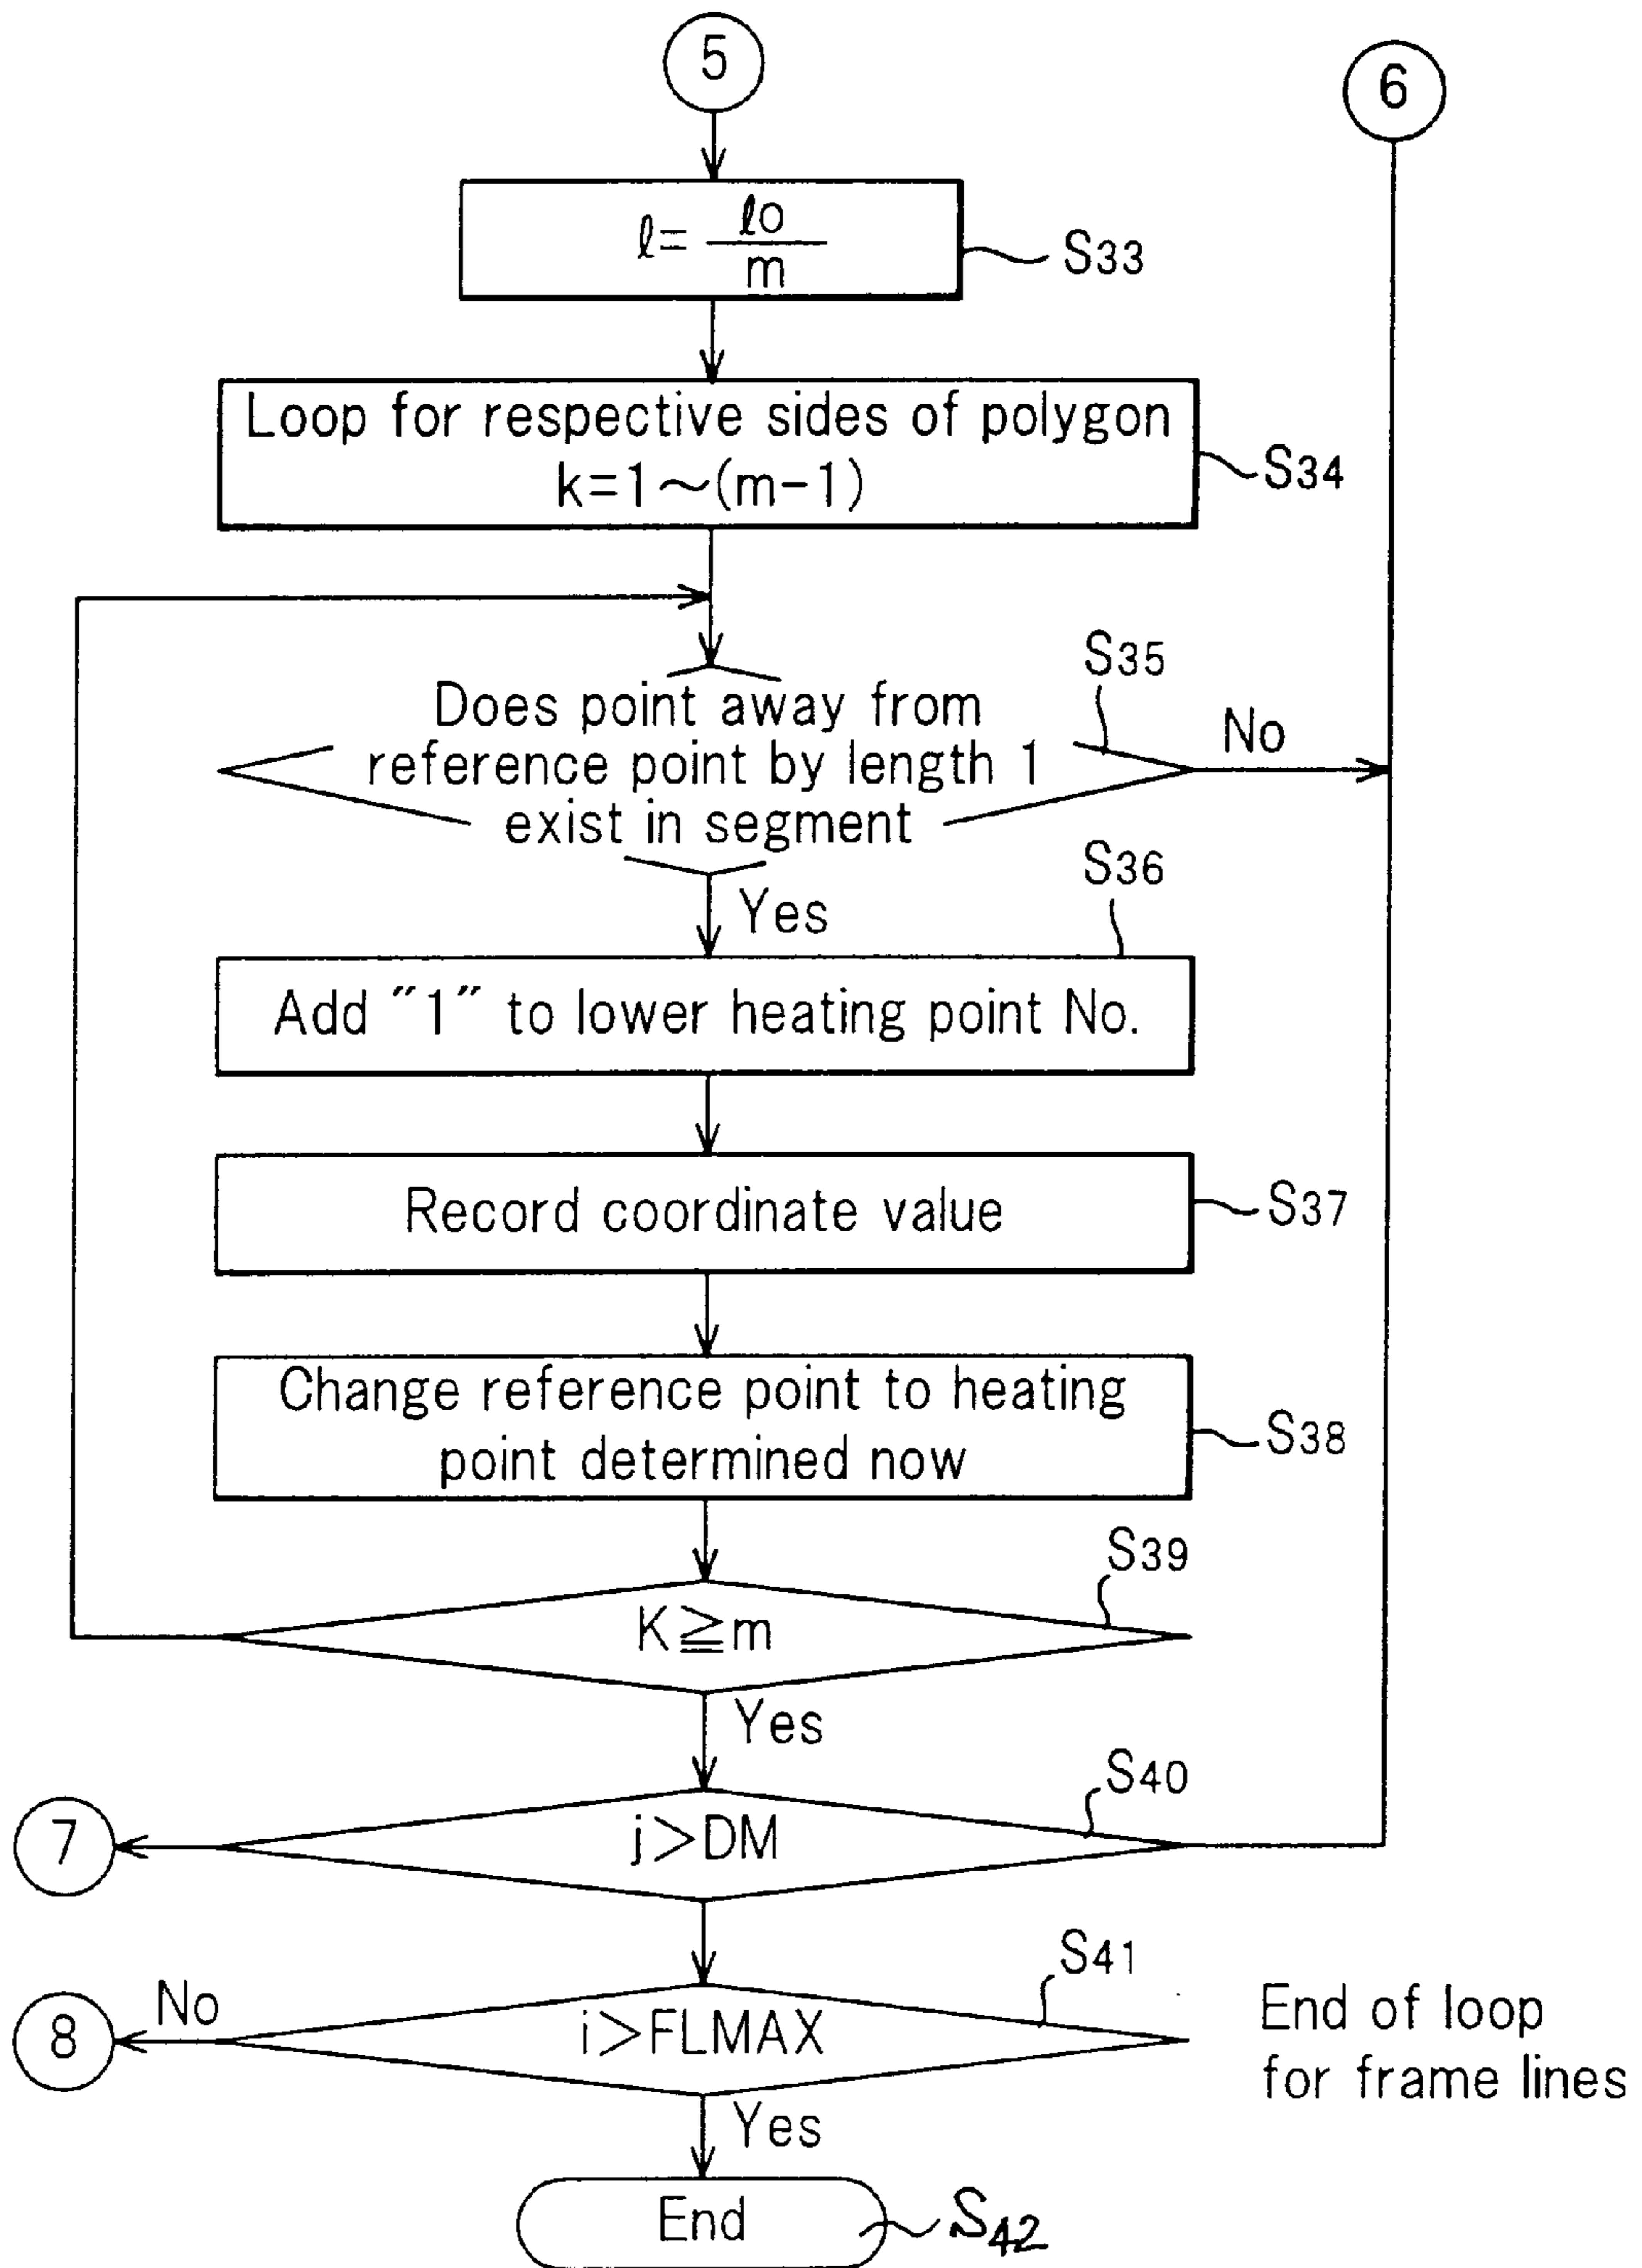 5
6
ℓ= ℓ0
m
S33
Loop for respective sides of polygon
k=1~(m-1)
S34
S35
Does point away from
reference point by length 1
exist in segment
No
Yes
S36
Add "1" to lower heating point No.
Record coordinate value
S37
Change reference point to heating
point determined now
S38
S39
K≧m
Yes
S40
7
j>DM
S41
No
8
i>FLMAX
End of loop
for frame lines
Yes
End
S42